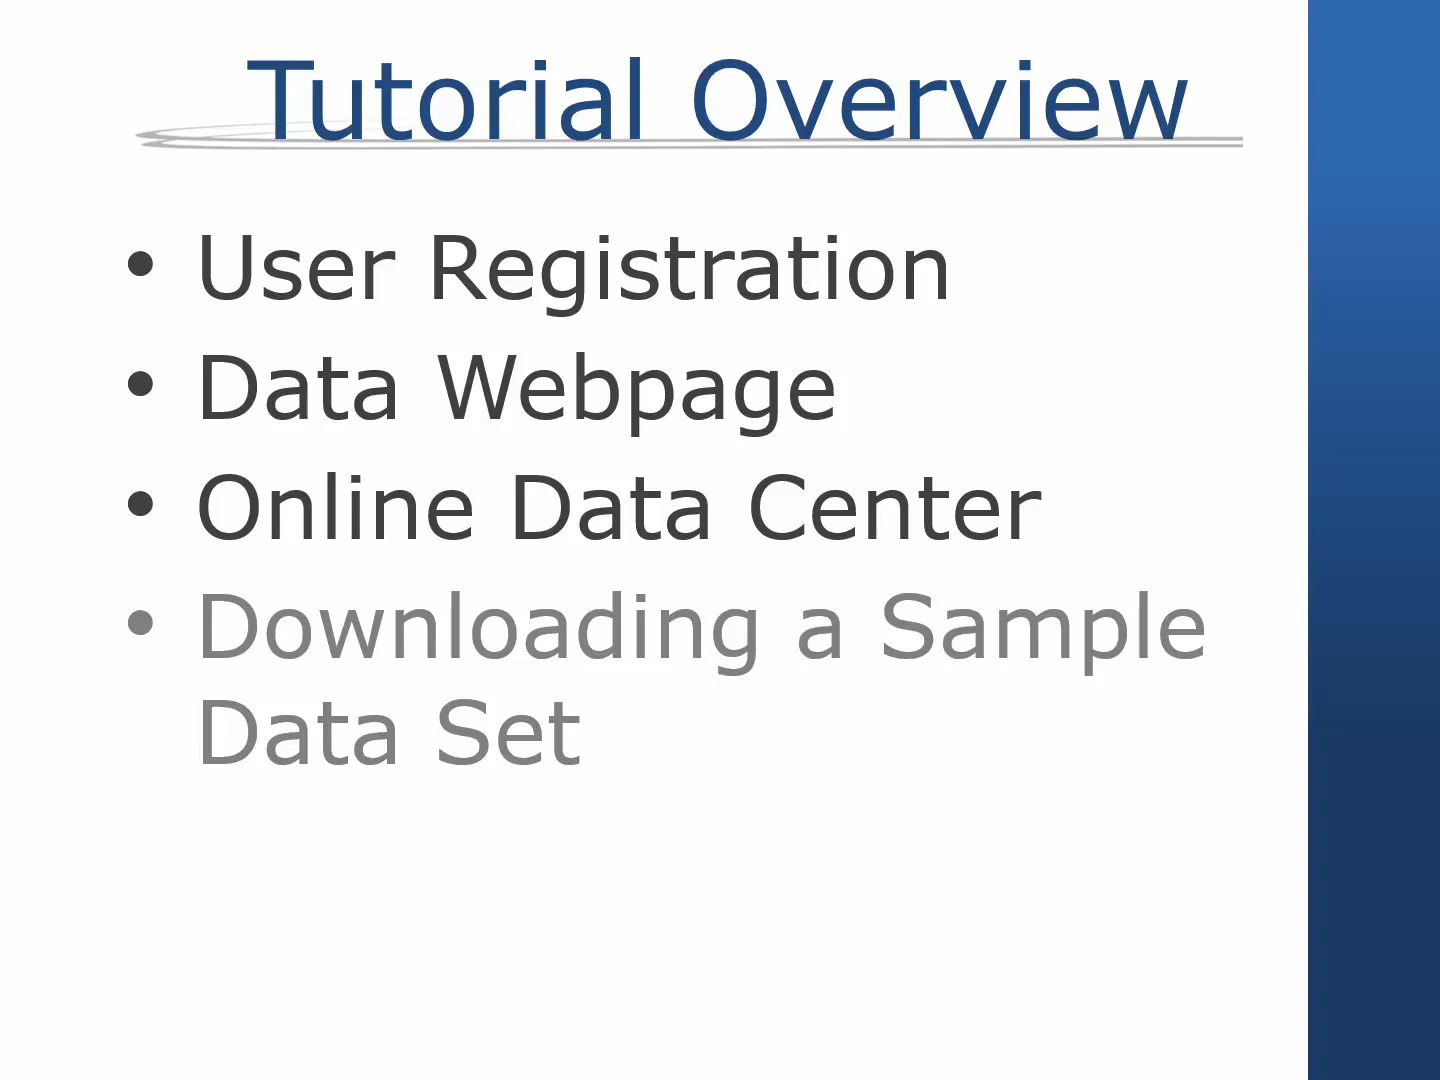 Tutorial Overview
• User Registration
• Data Webpage
• Online Data Center
• Downloading a Sample
Data Set